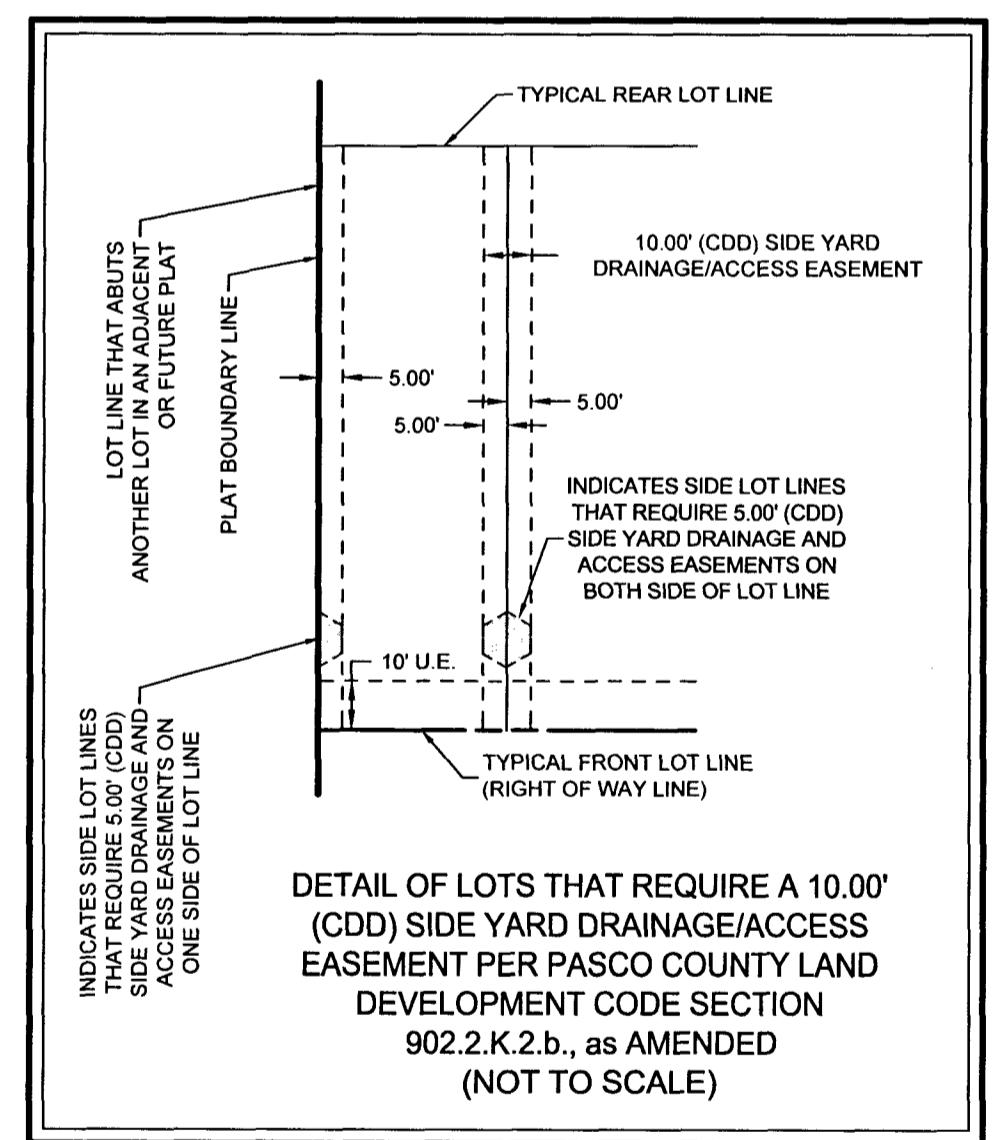 TYPICAL REAR LOT LINE
10.00' (CDD) SIDE YARD
DRAINAGE/ACCESS EASEMENT
LOT LINE THAT ABUTS
ANOTHER LOT IN AN ADJACENT
OR FUTURE PLAT
PLAT BOUNDARY LINE
5.00'
5.00'
5.00'
INDICATES SIDE LOT LINES
THAT REQUIRE 5.00' (CDD)
SIDE YARD DRAINAGE AND
ACCESS EASEMENTS ON
BOTH SIDE OF LOT LINE
10' U.E.
INDICATES SIDE LOT LINES
THAT REQUIRE 5.00' (CDD)
SIDE YARD DRAINAGE AND
ACCESS EASEMENTS ON
ONE SIDE OF LOT LINE
TYPICAL FRONT LOT LINE
(RIGHT OF WAY LINE)
DETAIL OF LOTS THAT REQUIRE A 10.00'
(CDD) SIDE YARD DRAINAGE/ACCESS
EASEMENT PER PASCO COUNTY LAND
DEVELOPMENT CODE SECTION
902.2.K.2.b., as AMENDED
(NOT TO SCALE)